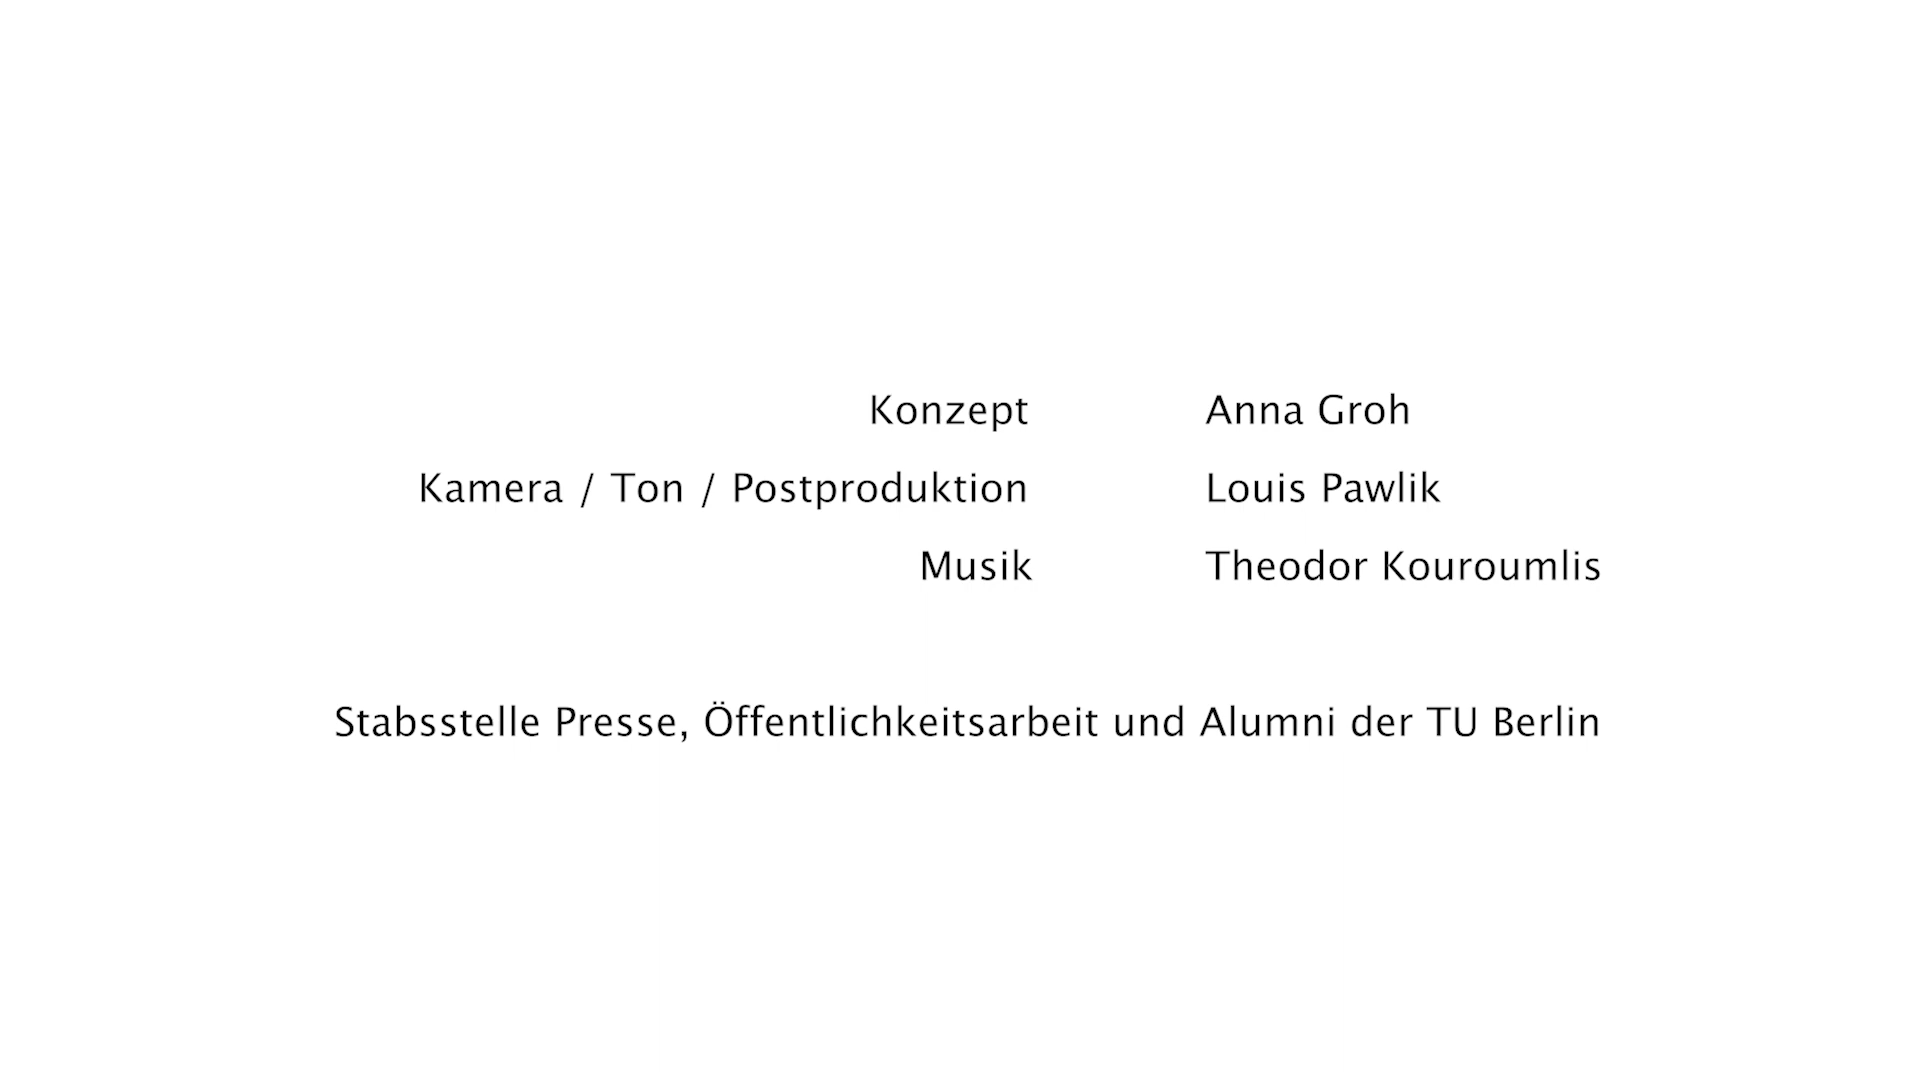 Konzept Anna Groh
Kamera / Ton / Postproduktion Louis Pawlik
Musik Theodor Kouroumlis
Stabsstelle Presse, Öffentlichkeitsarbeit und Alumni der TU Berlin